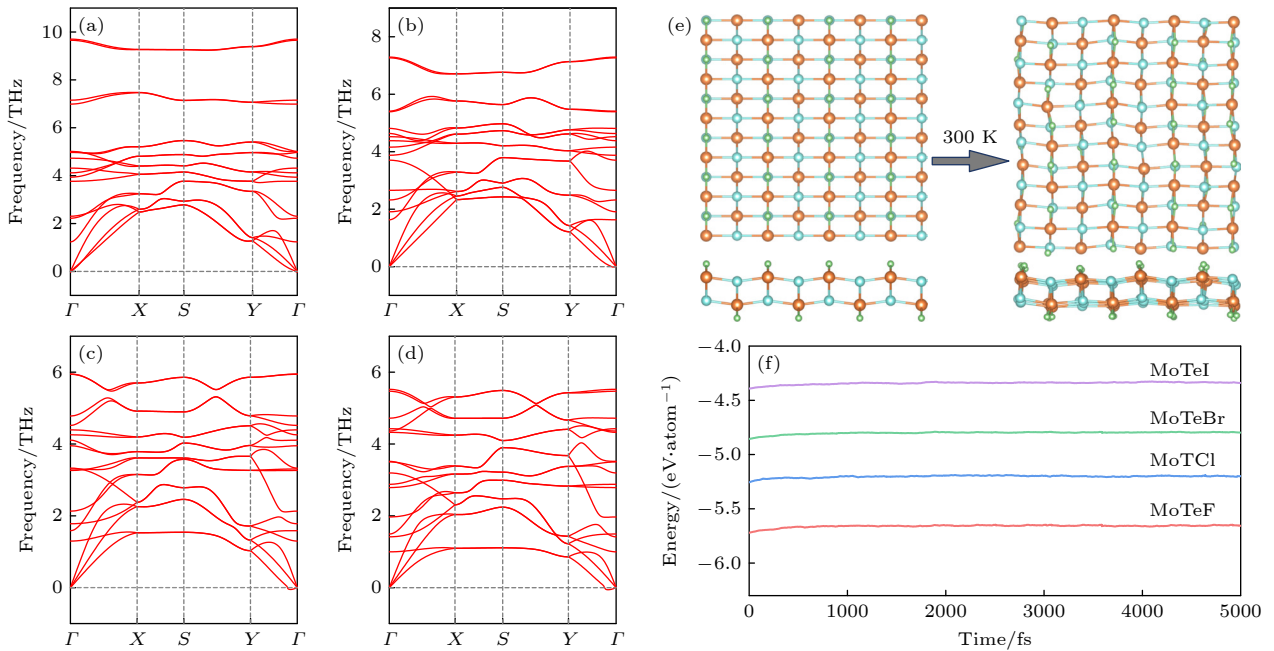 (a)
10
8
6
4
2
0
Frequency/THz
Γ
X
S
Y
Γ
(b)
8
6
4
2
0
Frequency/THz
Γ
X
S
Y
Γ
(c)
6
4
2
0
Frequency/THz
Γ
X
S
Y
Γ
(d)
6
4
2
0
Frequency/THz
Γ
X
S
Y
Γ
(e)
300 K
(f)
−4.0
−4.5
−5.0
−5.5
−6.0
Energy/(eV·atom⁻¹)
MoTeI
MoTeBr
MoTCl
MoTeF
0
1000
2000
3000
4000
5000
Time/fs